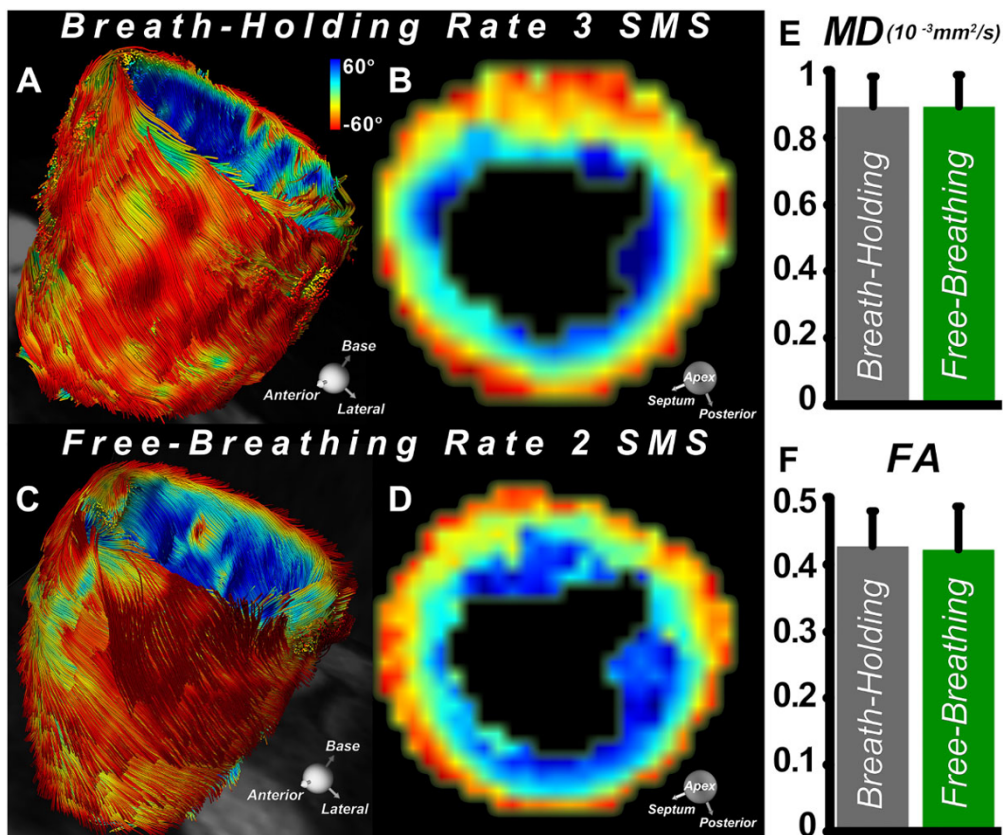 Breath-Holding Rate 3 SMS
A
60°
-60°
Base
Anterior
Lateral
B
Apex
Septum
Posterior
Free-Breathing Rate 2 SMS
C
Base
Anterior
Lateral
D
Apex
Septum
Posterior
E MD (10⁻³mm²/s)
1
0.8
0.6
0.4
0.2
0
Breath-Holding
Free-Breathing
F FA
0.5
0.4
0.3
0.2
0.1
0
Breath-Holding
Free-Breathing